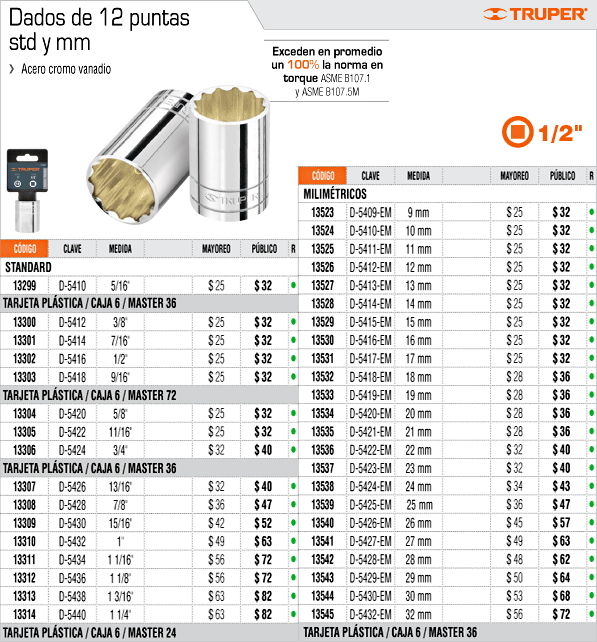 Dados de 12 puntas
std y mm
Acero cromo vanadio
TRUPER®
Exceden en promedio
un 100% la norma en
torque ASME B107.1
y ASME B107.5M
1/2"
TRUPER
TRUPER
CÓDIGO CLAVE MEDIDA MAYOREO PÚBLICO R
STANDARD
13299 D-5410 5/16" $ 25 $ 32
TARJETA PLÁSTICA / CAJA 6 / MASTER 36
13300 D-5412 3/8" $ 25 $ 32
13301 D-5414 7/16" $ 25 $ 32
13302 D-5416 1/2" $ 25 $ 32
13303 D-5418 9/16" $ 25 $ 32
TARJETA PLÁSTICA / CAJA 6 / MASTER 72
13304 D-5420 5/8" $ 25 $ 32
13305 D-5422 11/16" $ 25 $ 32
13306 D-5424 3/4" $ 32 $ 40
TARJETA PLÁSTICA / CAJA 6 / MASTER 36
13307 D-5426 13/16" $ 32 $ 40
13308 D-5428 7/8" $ 36 $ 47
13309 D-5430 15/16" $ 42 $ 52
13310 D-5432 1" $ 49 $ 63
13311 D-5434 1 1/16" $ 56 $ 72
13312 D-5436 1 1/8" $ 56 $ 72
13313 D-5438 1 3/16" $ 63 $ 82
13314 D-5440 1 1/4" $ 63 $ 82
TARJETA PLÁSTICA / CAJA 6 / MASTER 24
CÓDIGO CLAVE MEDIDA MAYOREO PÚBLICO R
MILIMÉTRICOS
13523 D-5409-EM 9 mm $ 25 $ 32
13524 D-5410-EM 10 mm $ 25 $ 32
13525 D-5411-EM 11 mm $ 25 $ 32
13526 D-5412-EM 12 mm $ 25 $ 32
13527 D-5413-EM 13 mm $ 25 $ 32
13528 D-5414-EM 14 mm $ 25 $ 32
13529 D-5415-EM 15 mm $ 25 $ 32
13530 D-5416-EM 16 mm $ 25 $ 32
13531 D-5417-EM 17 mm $ 25 $ 32
13532 D-5418-EM 18 mm $ 28 $ 36
13533 D-5419-EM 19 mm $ 28 $ 36
13534 D-5420-EM 20 mm $ 28 $ 36
13535 D-5421-EM 21 mm $ 28 $ 36
13536 D-5422-EM 22 mm $ 32 $ 40
13537 D-5423-EM 23 mm $ 32 $ 40
13538 D-5424-EM 24 mm $ 34 $ 43
13539 D-5425-EM 25 mm $ 36 $ 47
13540 D-5426-EM 26 mm $ 45 $ 57
13541 D-5427-EM 27 mm $ 49 $ 63
13542 D-5428-EM 28 mm $ 48 $ 62
13543 D-5429-EM 29 mm $ 50 $ 64
13544 D-5430-EM 30 mm $ 53 $ 68
13545 D-5432-EM 32 mm $ 56 $ 72
TARJETA PLÁSTICA / CAJA 6 / MASTER 36